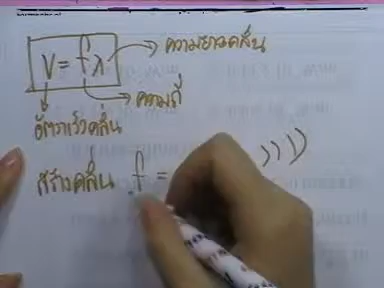 v = fλ → ความยาวคลื่น
→ ความถี่
อัตราเร็วคลื่น
สร้างคลื่น f =